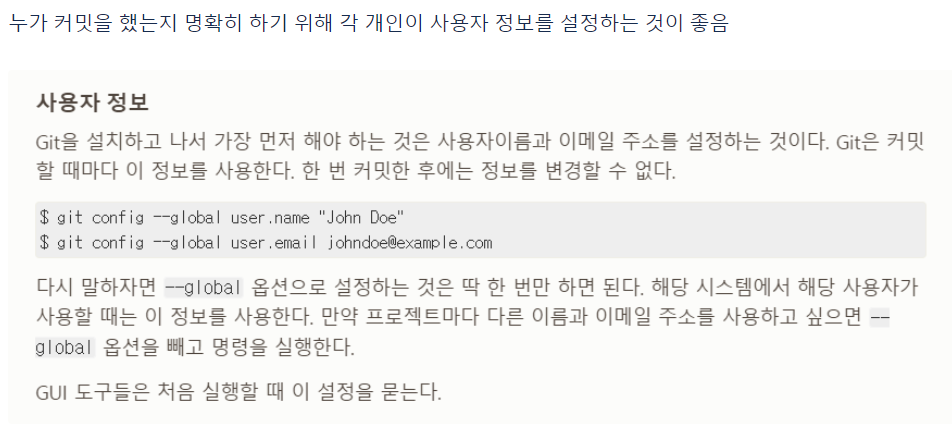 누가 커밋을 했는지 명확히 하기 위해 각 개인이 사용자 정보를 설정하는 것이 좋음
사용자 정보
Git을 설치하고 나서 가장 먼저 해야 하는 것은 사용자이름과 이메일 주소를 설정하는 것이다. Git은 커밋
할 때마다 이 정보를 사용한다. 한 번 커밋한 후에는 정보를 변경할 수 없다.
$ git config --global user.name "John Doe"
$ git config --global user.email johndoe@example.com
다시 말하자면 --global 옵션으로 설정하는 것은 딱 한 번만 하면 된다. 해당 시스템에서 해당 사용자가
사용할 때는 이 정보를 사용한다. 만약 프로젝트마다 다른 이름과 이메일 주소를 사용하고 싶으면 --
global 옵션을 빼고 명령을 실행한다.
GUI 도구들은 처음 실행할 때 이 설정을 묻는다.